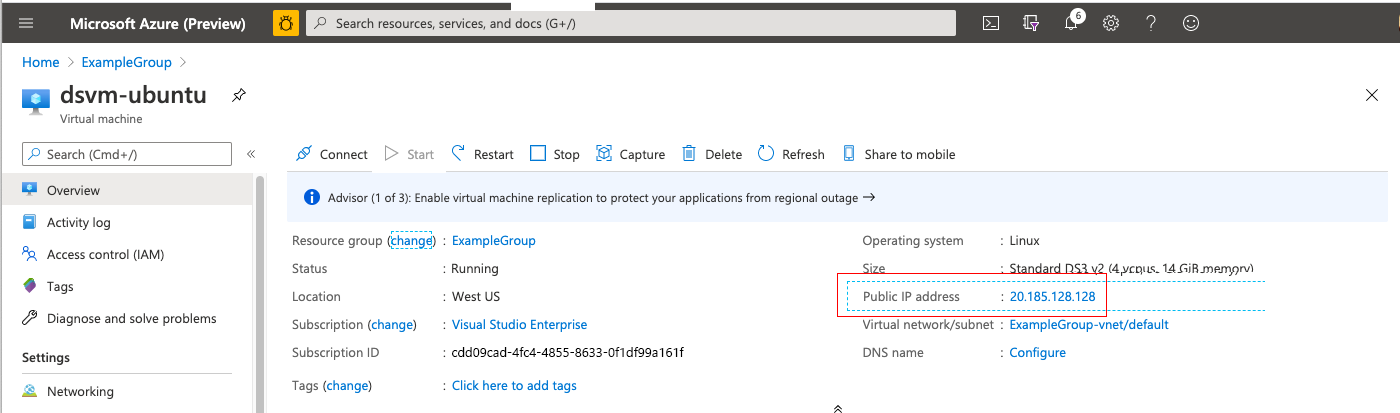 Microsoft Azure (Preview)
Search resources, services, and docs (G+/)
6
Home > ExampleGroup >
dsvm-ubuntu
Virtual machine
Search (Cmd+/)
«
Connect
Start
Restart
Stop
Capture
Delete
Refresh
Share to mobile
Overview
Activity log
Access control (IAM)
Tags
Diagnose and solve problems
Settings
Networking
Advisor (1 of 3): Enable virtual machine replication to protect your applications from regional outage →
Resource group (change) : ExampleGroup
Status : Running
Location : West US
Subscription (change) : Visual Studio Enterprise
Subscription ID : cdd09cad-4fc4-4855-8633-0f1df99a161f
Tags (change) : Click here to add tags
Operating system : Linux
Size : Standard DS3 v2 (4 vcpus, 14 GiB memory)
Public IP address : 20.185.128.128
Virtual network/subnet : ExampleGroup-vnet/default
DNS name : Configure